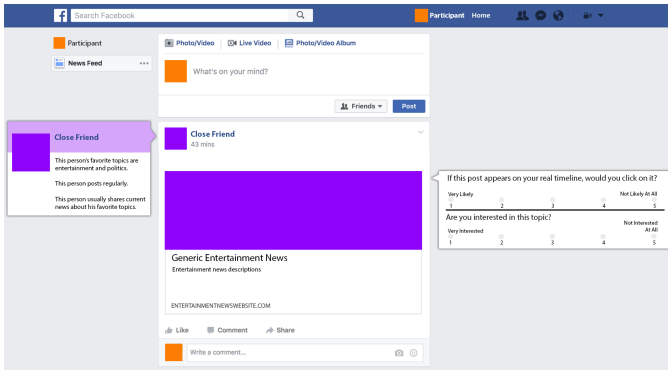 f
Search Facebook
Participant Home
Participant
News Feed
Photo/Video
Live Video
Photo/Video Album
What's on your mind?
Friends
Post
Close Friend
This person's favorite topics are
entertainment and politics.
This person posts regularly.
This person usually shares current
news about his favorite topics.
Close Friend
43 mins
Generic Entertainment News
Entertainment news descriptions
ENTERTAINMENTNEWSWEBSITE.COM
Like
Comment
Share
Write a comment...
If this post appears on your real timeline, would you click on it?
Very Likely
Not Likely At All
1 2 3 4 5
Are you interested in this topic?
Very Interested
Not Interested
At All
1 2 3 4 5